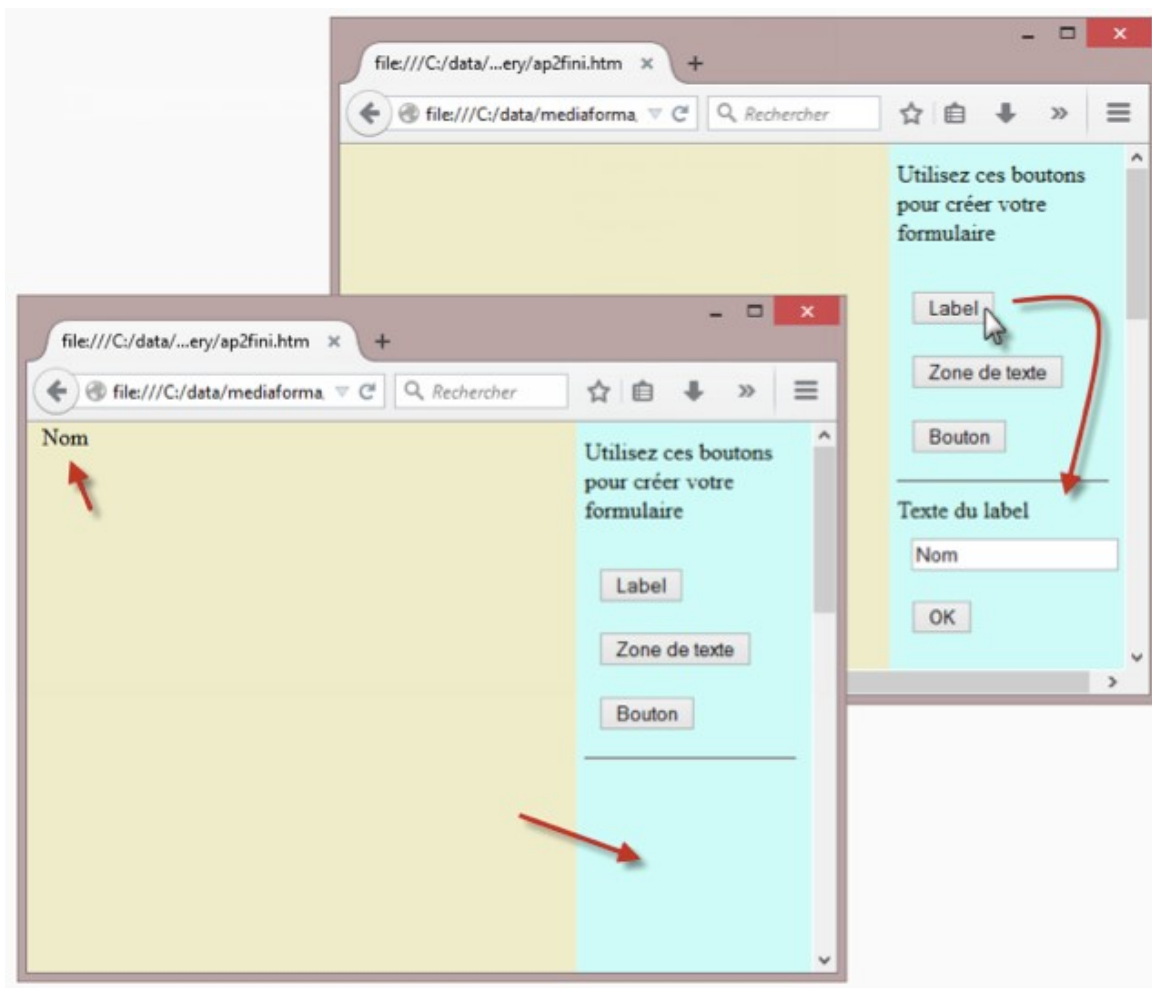 file:///C:/data/...ery/ap2fini.htm
file:///C:/data/mediaforma
Rechercher
Utilisez ces boutons
pour créer votre
formulaire
Label
Zone de texte
Bouton
Texte du label
Nom
OK
file:///C:/data/...ery/ap2fini.htm
file:///C:/data/mediaforma
Rechercher
Nom
Utilisez ces boutons
pour créer votre
formulaire
Label
Zone de texte
Bouton